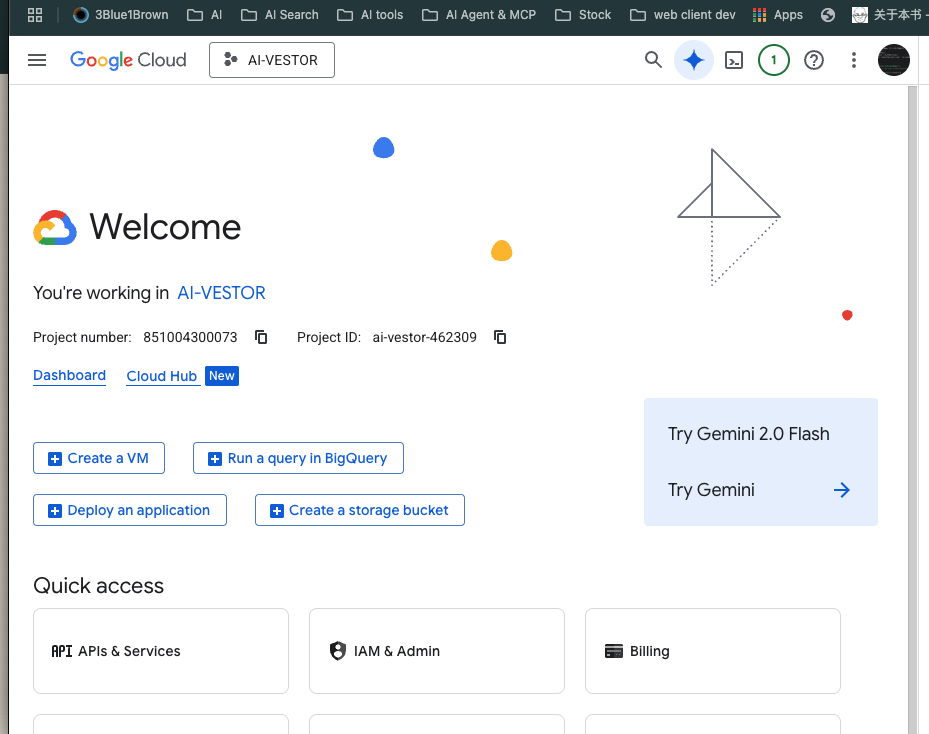 3Blue1Brown AI AI Search AI tools AI Agent & MCP Stock web client dev Apps 关于本书 -
Google Cloud AI-VESTOR 1
Welcome
You're working in AI-VESTOR
Project number: 851004300073 Project ID: ai-vestor-462309
Dashboard Cloud Hub New
Try Gemini 2.0 Flash
Create a VM Run a query in BigQuery
Try Gemini
Deploy an application Create a storage bucket
Quick access
API APIs & Services IAM & Admin Billing